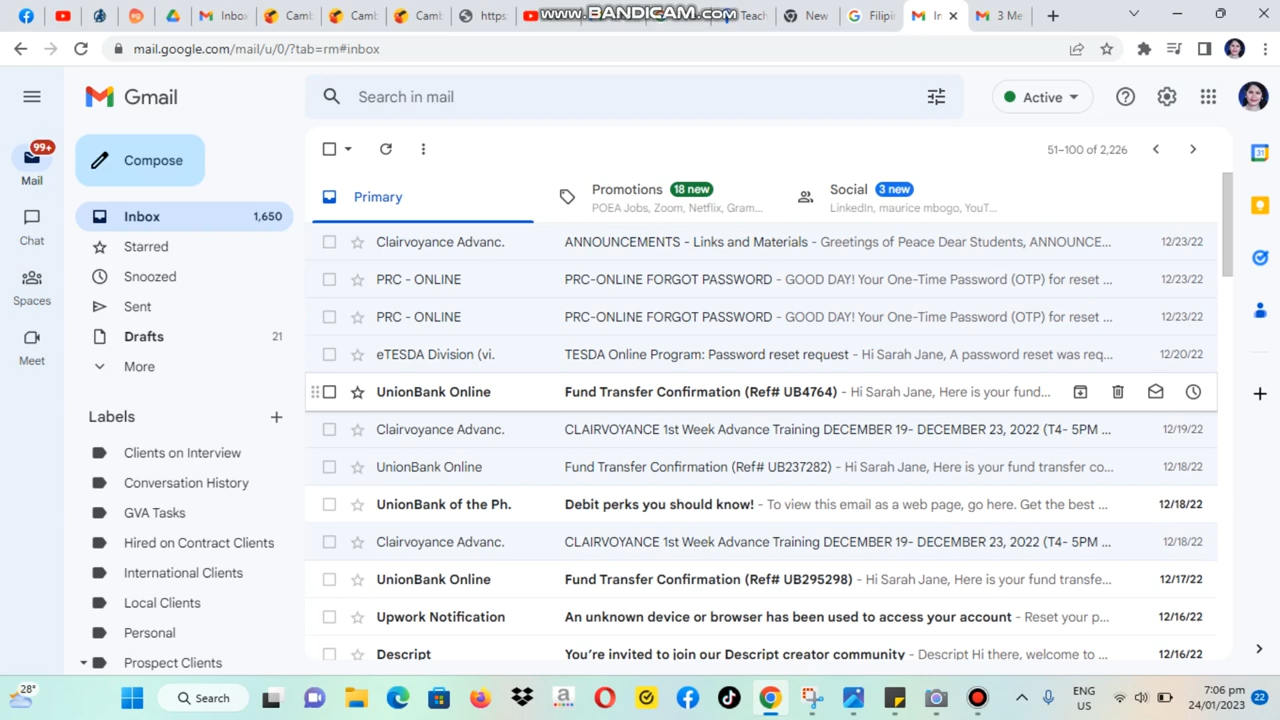 Inbox
Camb
Camb
Camb
https
www.BANDICAM.com
Teach
New
Filipi
In
3 Me
mail.google.com/mail/u/0/?tab=rm#inbox
Gmail
Search in mail
Active
99+
Mail
Chat
Spaces
Meet
Compose
Inbox 1,650
Starred
Snoozed
Sent
Drafts 21
More
Labels
Clients on Interview
Conversation History
GVA Tasks
Hired on Contract Clients
International Clients
Local Clients
Personal
Prospect Clients
51–100 of 2,226
Primary
Promotions 18 new
POEA Jobs, Zoom, Netflix, Gram...
Social 3 new
LinkedIn, maurice mbogo, YouT...
Clairvoyance Advanc. ANNOUNCEMENTS - Links and Materials - Greetings of Peace Dear Students, ANNOUNCE... 12/23/22
PRC - ONLINE PRC-ONLINE FORGOT PASSWORD - GOOD DAY! Your One-Time Password (OTP) for reset ... 12/23/22
PRC - ONLINE PRC-ONLINE FORGOT PASSWORD - GOOD DAY! Your One-Time Password (OTP) for reset ... 12/23/22
eTESDA Division (vi. TESDA Online Program: Password reset request - Hi Sarah Jane, A password reset was req... 12/20/22
UnionBank Online Fund Transfer Confirmation (Ref# UB4764) - Hi Sarah Jane, Here is your fund...
Clairvoyance Advanc. CLAIRVOYANCE 1st Week Advance Training DECEMBER 19- DECEMBER 23, 2022 (T4- 5PM ... 12/19/22
UnionBank Online Fund Transfer Confirmation (Ref# UB237282) - Hi Sarah Jane, Here is your fund transfer co... 12/18/22
UnionBank of the Ph. Debit perks you should know! - To view this email as a web page, go here. Get the best ... 12/18/22
Clairvoyance Advanc. CLAIRVOYANCE 1st Week Advance Training DECEMBER 19- DECEMBER 23, 2022 (T4- 5PM ... 12/18/22
UnionBank Online Fund Transfer Confirmation (Ref# UB295298) - Hi Sarah Jane, Here is your fund transfe... 12/17/22
Upwork Notification An unknown device or browser has been used to access your account - Reset your p... 12/16/22
Descript You're invited to join our Descript creator community - Descript Hi there, welcome to ... 12/16/22
28°
Search
ENG
US
7:06 pm
24/01/2023
22